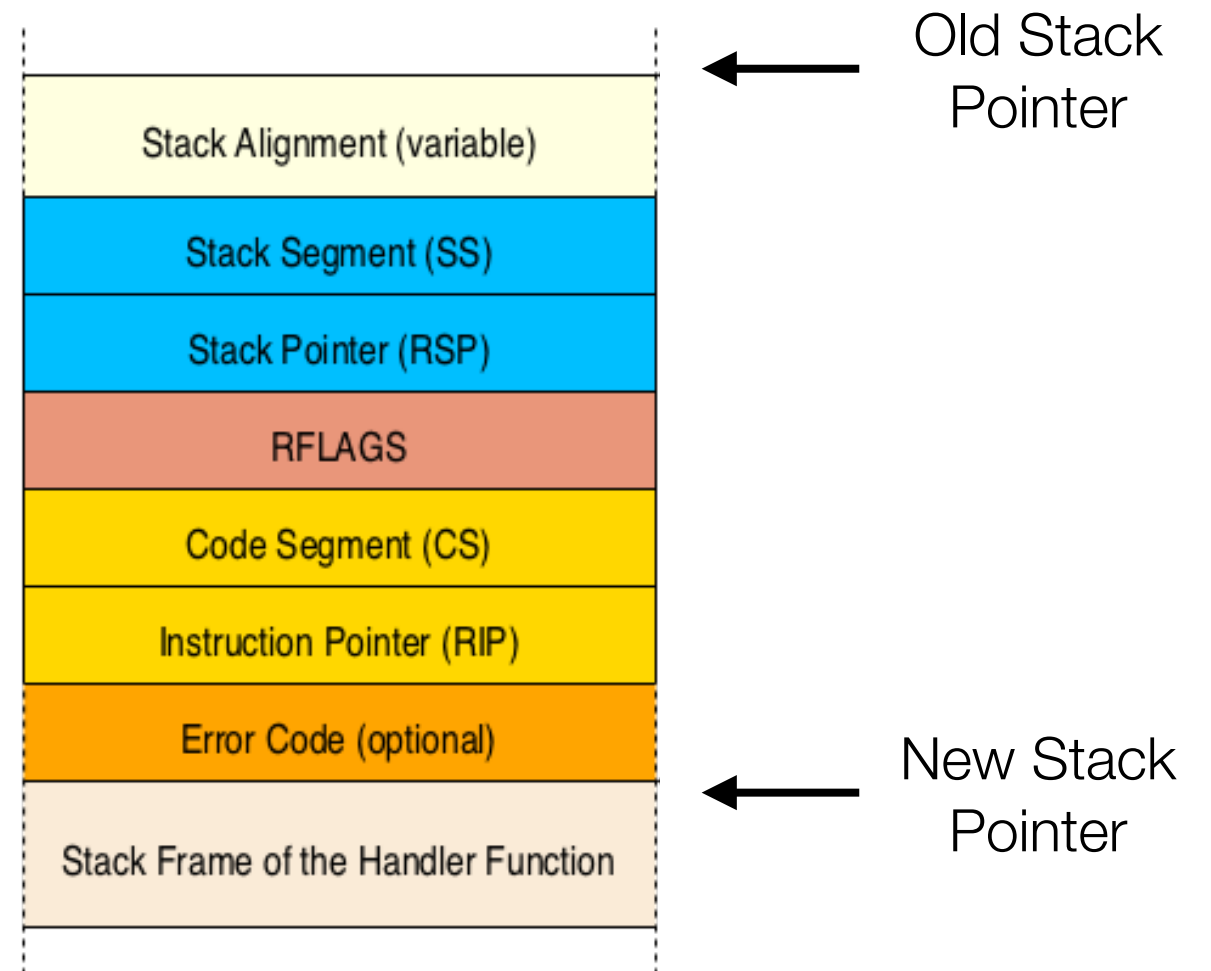 Old Stack
Pointer
Stack Alignment (variable)
Stack Segment (SS)
Stack Pointer (RSP)
RFLAGS
Code Segment (CS)
Instruction Pointer (RIP)
Error Code (optional)
New Stack
Pointer
Stack Frame of the Handler Function